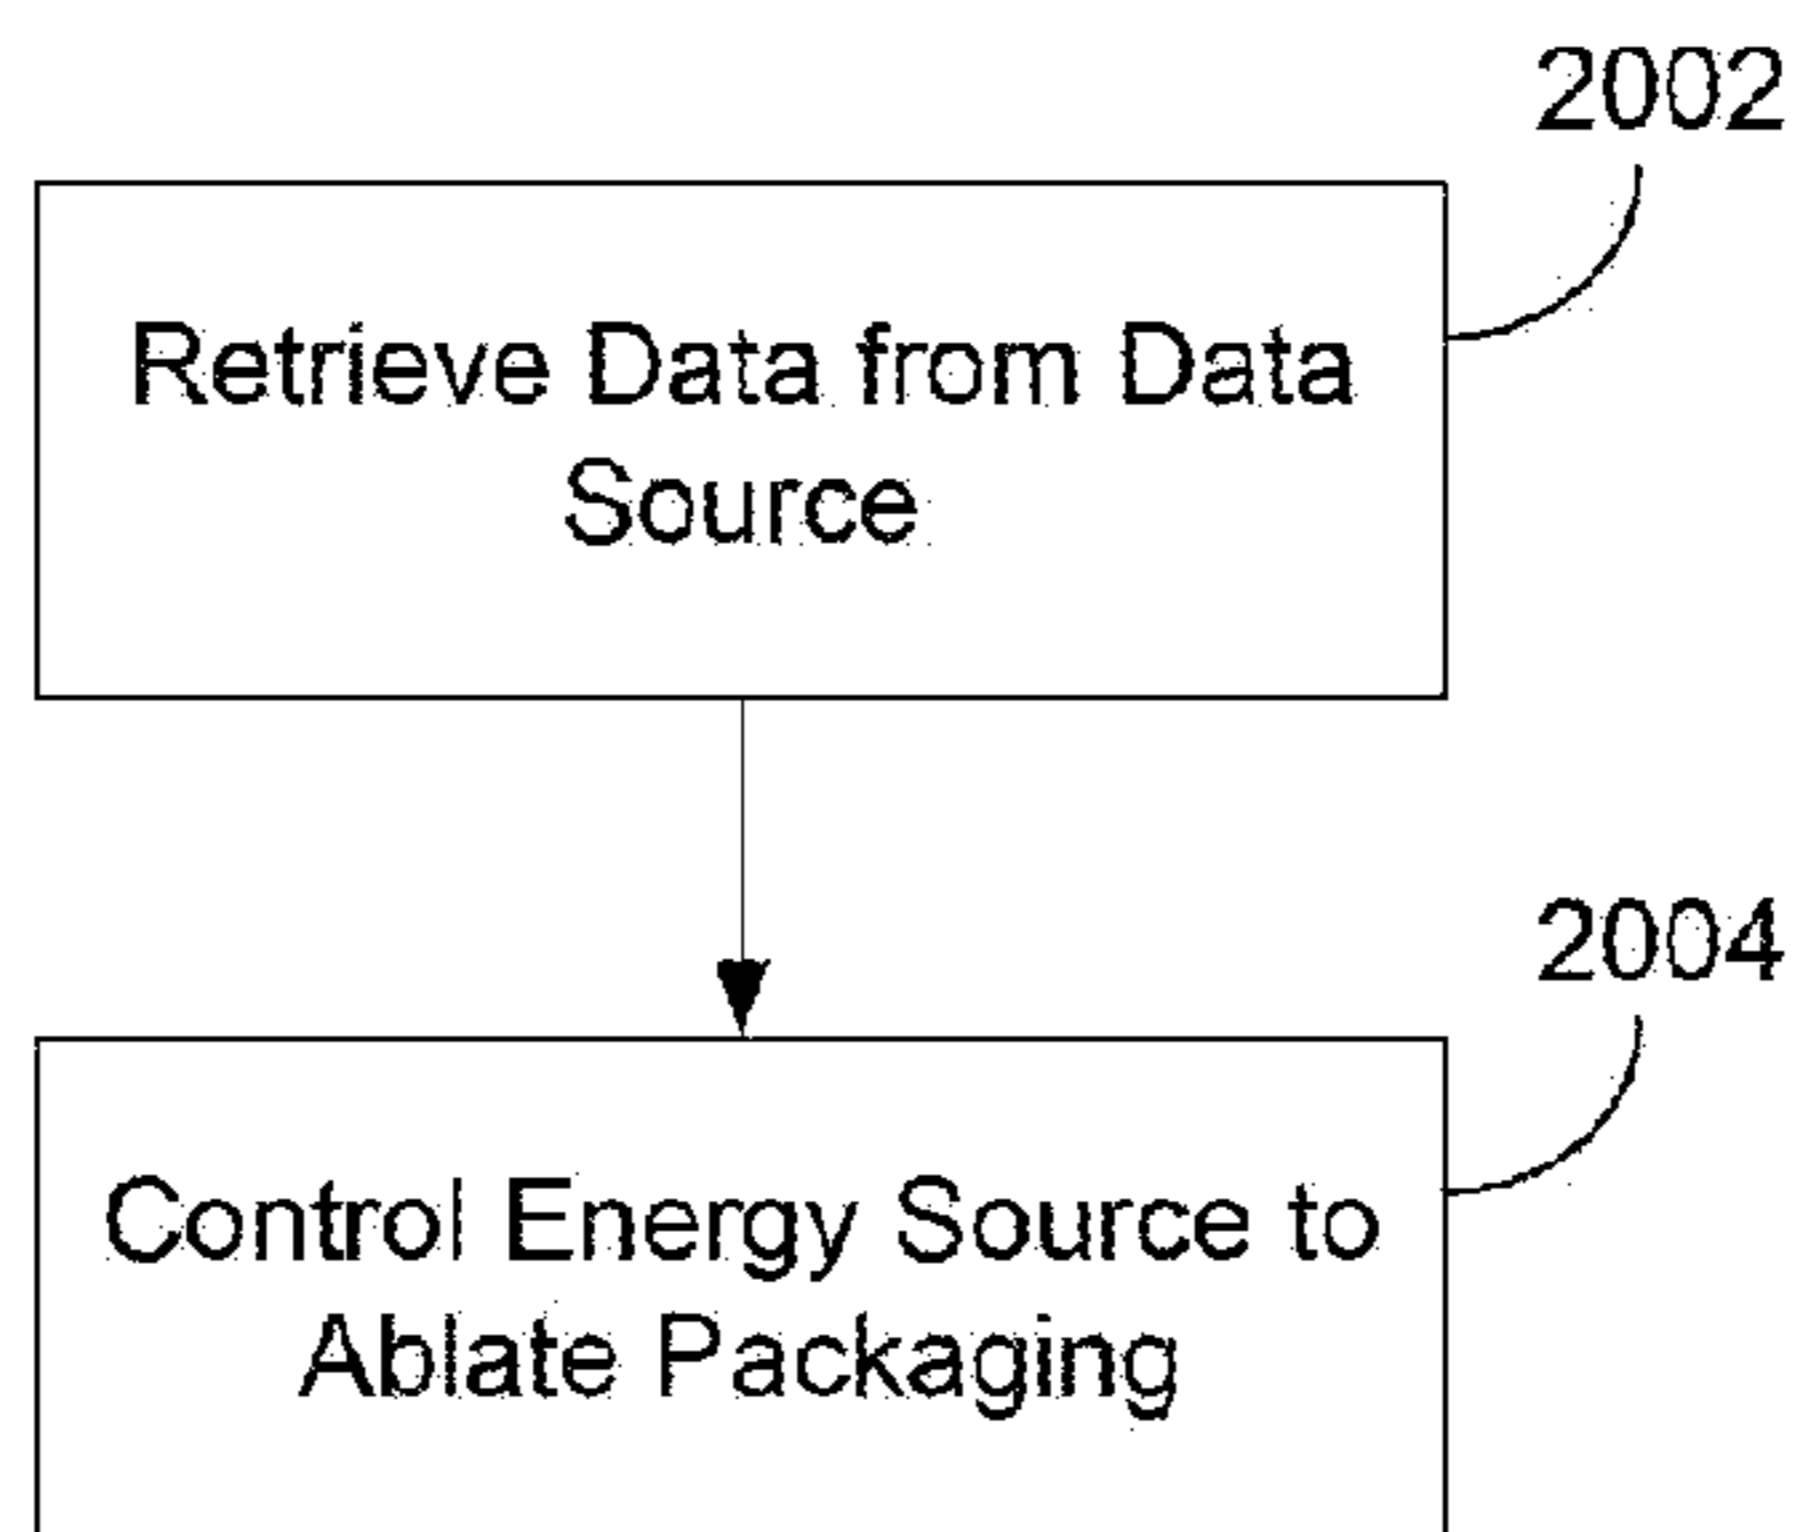 2002
Retrieve Data from Data
Source
2004
Control Energy Source to
Ablate Packaging